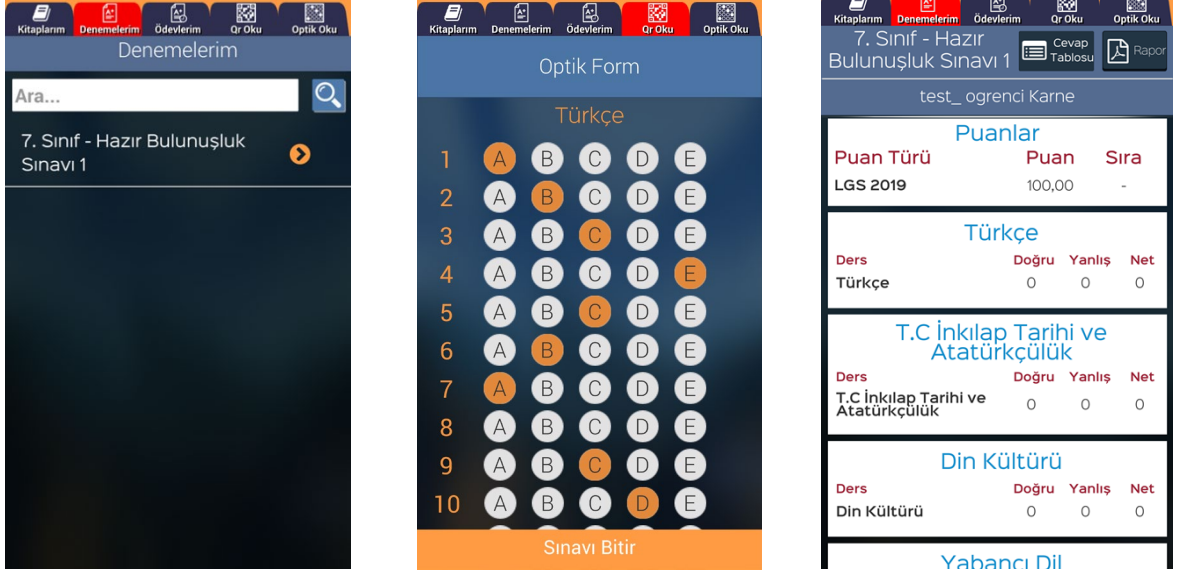 Kitaplarım Denemelerim Ödevlerim Qr Oku Optik Oku
Denemelerim
Ara...
7. Sınıf - Hazır Bulunuşluk
Sınavı 1
Kitaplarım Denemelerim Ödevlerim Qr Oku Optik Oku
Optik Form
Türkçe
1 A B C D E
2 A B C D E
3 A B C D E
4 A B C D E
5 A B C D E
6 A B C D E
7 A B C D E
8 A B C D E
9 A B C D E
10 A B C D E
Sınavı Bitir
Kitaplarım Denemelerim Ödevlerim Qr Oku Optik Oku
7. Sınıf - Hazır
Bulunuşluk Sınavı 1
Cevap
Tablosu
Rapor
test_ ogrenci Karne
Puanlar
Puan Türü Puan Sıra
LGS 2019 100,00 -
Türkçe
Ders Doğru Yanlış Net
Türkçe 0 0 0
T.C İnkılap Tarihi ve
Atatürkçülük
Ders Doğru Yanlış Net
T.C İnkılap Tarihi ve
Atatürkçülük 0 0 0
Din Kültürü
Ders Doğru Yanlış Net
Din Kültürü 0 0 0
Yabancı Dil